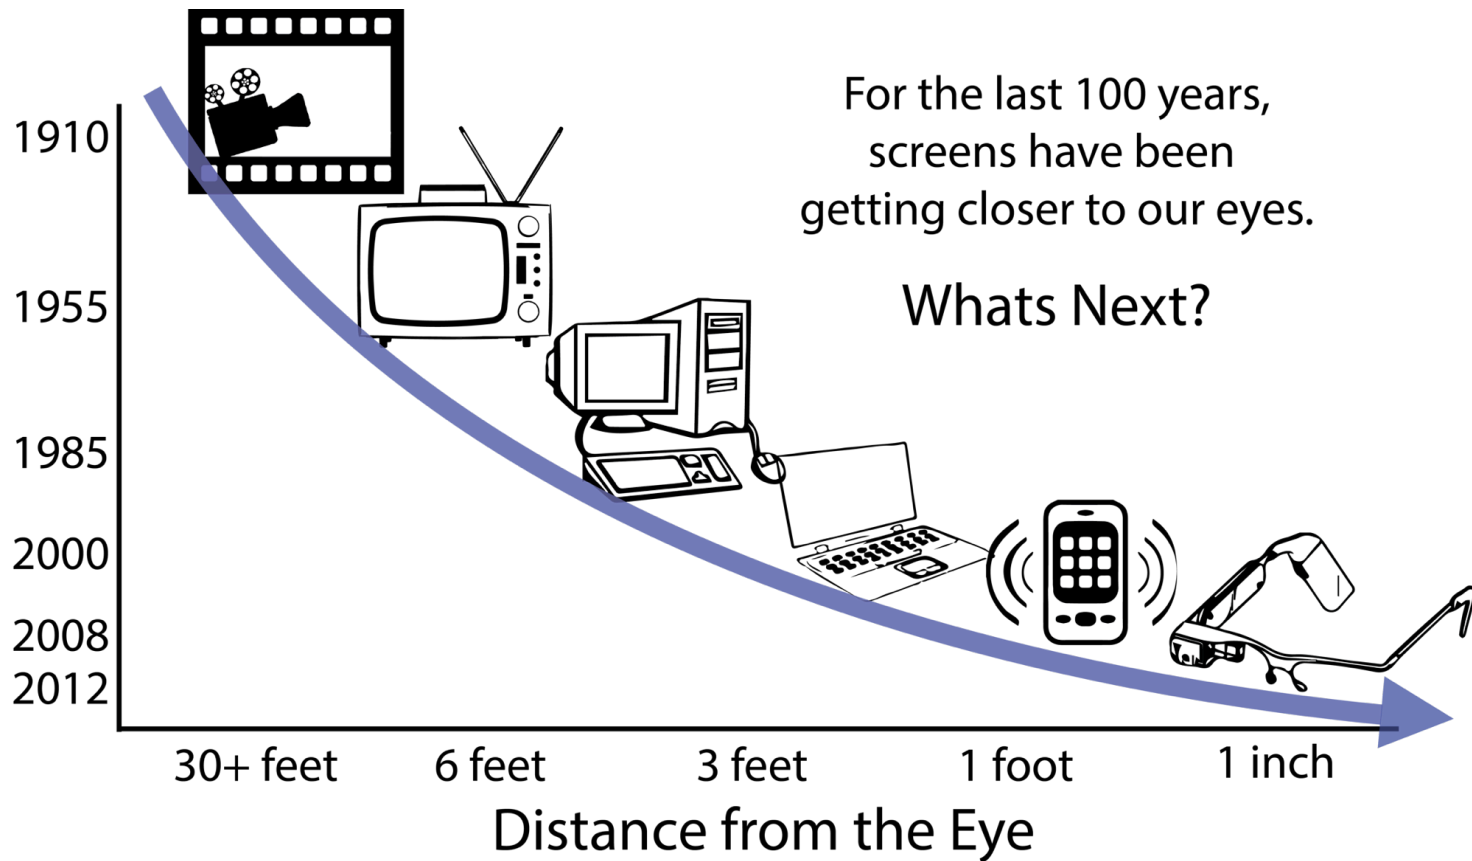 For the last 100 years,
screens have been
getting closer to our eyes.
Whats Next?
1910
1955
1985
2000
2008
2012
30+ feet
6 feet
3 feet
1 foot
1 inch
Distance from the Eye